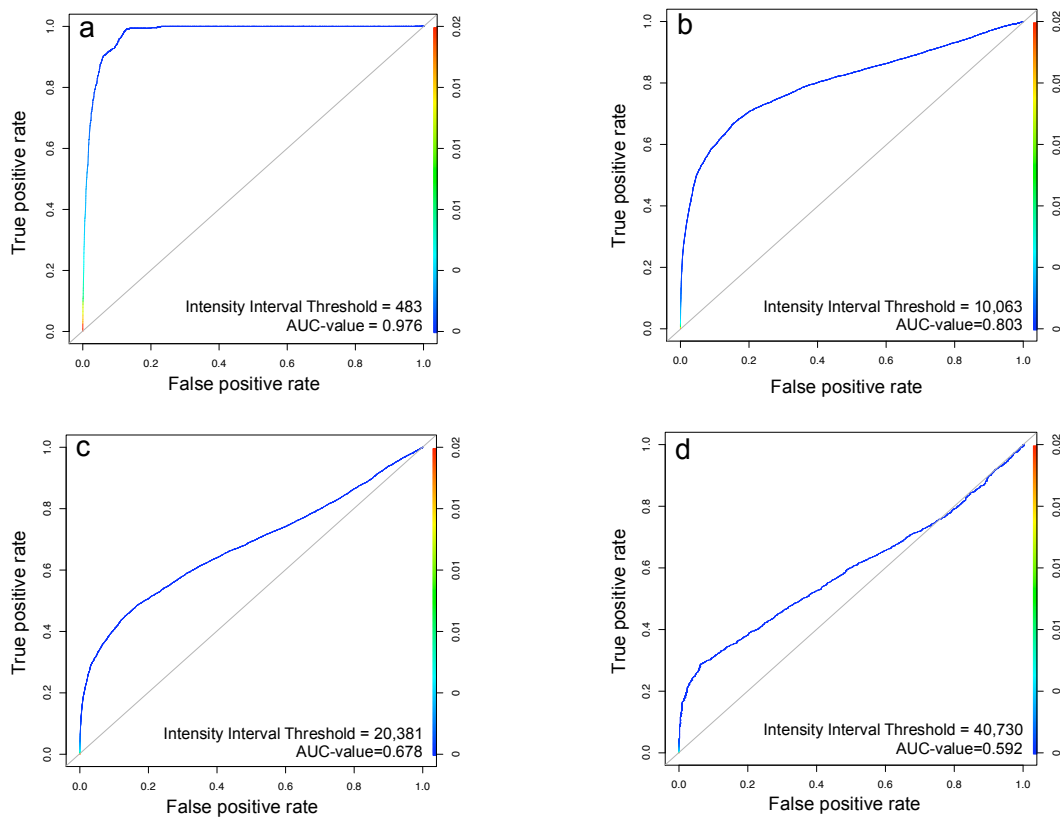 a
True positive rate
0.0 0.2 0.4 0.6 0.8 1.0
0 0 0.01 0.01 0.01 0.02
Intensity Interval Threshold = 483
AUC-value = 0.976
0.0 0.2 0.4 0.6 0.8 1.0
False positive rate
b
True positive rate
0.0 0.2 0.4 0.6 0.8 1.0
0 0 0.01 0.01 0.01 0.02
Intensity Interval Threshold = 10,063
AUC-value=0.803
0.0 0.2 0.4 0.6 0.8 1.0
False positive rate
c
True positive rate
0.0 0.2 0.4 0.6 0.8 1.0
0 0 0.01 0.01 0.01 0.02
Intensity Interval Threshold = 20,381
AUC-value=0.678
0.0 0.2 0.4 0.6 0.8 1.0
False positive rate
d
True positive rate
0.0 0.2 0.4 0.6 0.8 1.0
0 0 0.01 0.01 0.01 0.02
Intensity Interval Threshold = 40,730
AUC-value=0.592
0.0 0.2 0.4 0.6 0.8 1.0
False positive rate